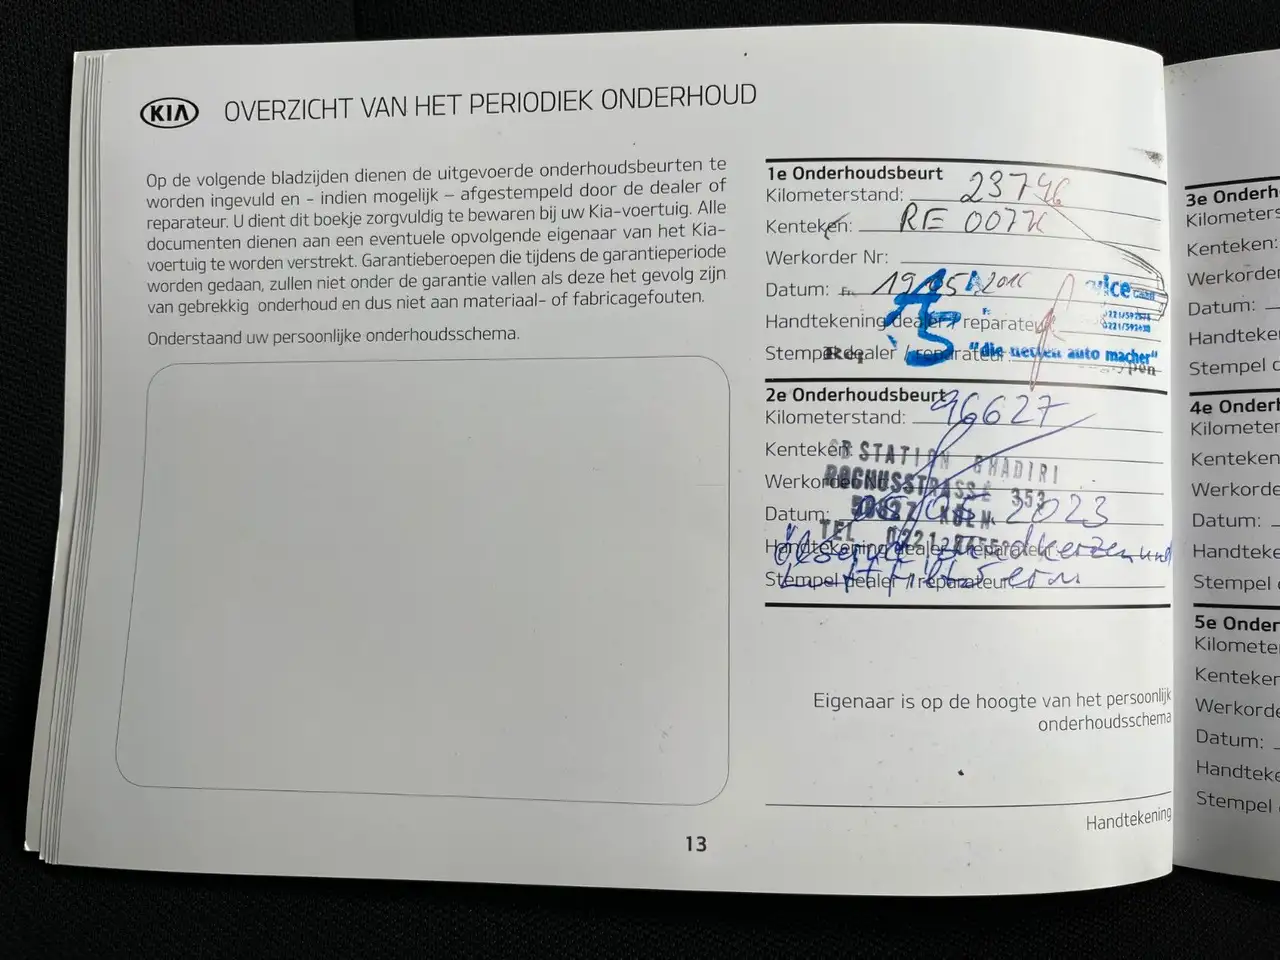 KIA OVERZICHT VAN HET PERIODIEK ONDERHOUD
Op de volgende bladzijden dienen de uitgevoerde onderhoudsbeurten te
worden ingevuld en - indien mogelijk – afgestempeld door de dealer of
reparateur. U dient dit boekje zorgvuldig te bewaren bij uw Kia-voertuig. Alle
documenten dienen aan een eventuele opvolgende eigenaar van het Kia-
voertuig te worden verstrekt. Garantieberoepen die tijdens de garantieperiode
worden gedaan, zullen niet onder de garantie vallen als deze het gevolg zijn
van gebrekkig onderhoud en dus niet aan materiaal- of fabricagefouten.
Onderstaand uw persoonlijke onderhoudsschema.
1e Onderhoudsbeurt
Kilometerstand: 23746
Kenteken: RE 0077K
Werkorder Nr:
Datum:
Handtekening dealer / reparateur
Stempel dealer / reparateur:
"die netten auto macher"
2e Onderhoudsbeurt
Kilometerstand: 96627
Kenteken:
STATION GHADIRI
Werkorder
ROCHUSSTRASSE 353
Datum: 2023
50827 KÖLN
TEL 0221
Handtekening dealer / reparateur
Stempel dealer / reparateur:
Eigenaar is op de hoogte van het persoonlijk
onderhoudsschema
Handtekening
13
3e Onderh
Kilometers
Kenteken:
Werkorder
Datum:
Handteken
Stempel d
4e Onderh
Kilometer
Kenteken
Werkorde
Datum:
Handteke
Stempel d
5e Onder
Kilomete
Kenteken
Werkorde
Datum:
Handteke
Stempel